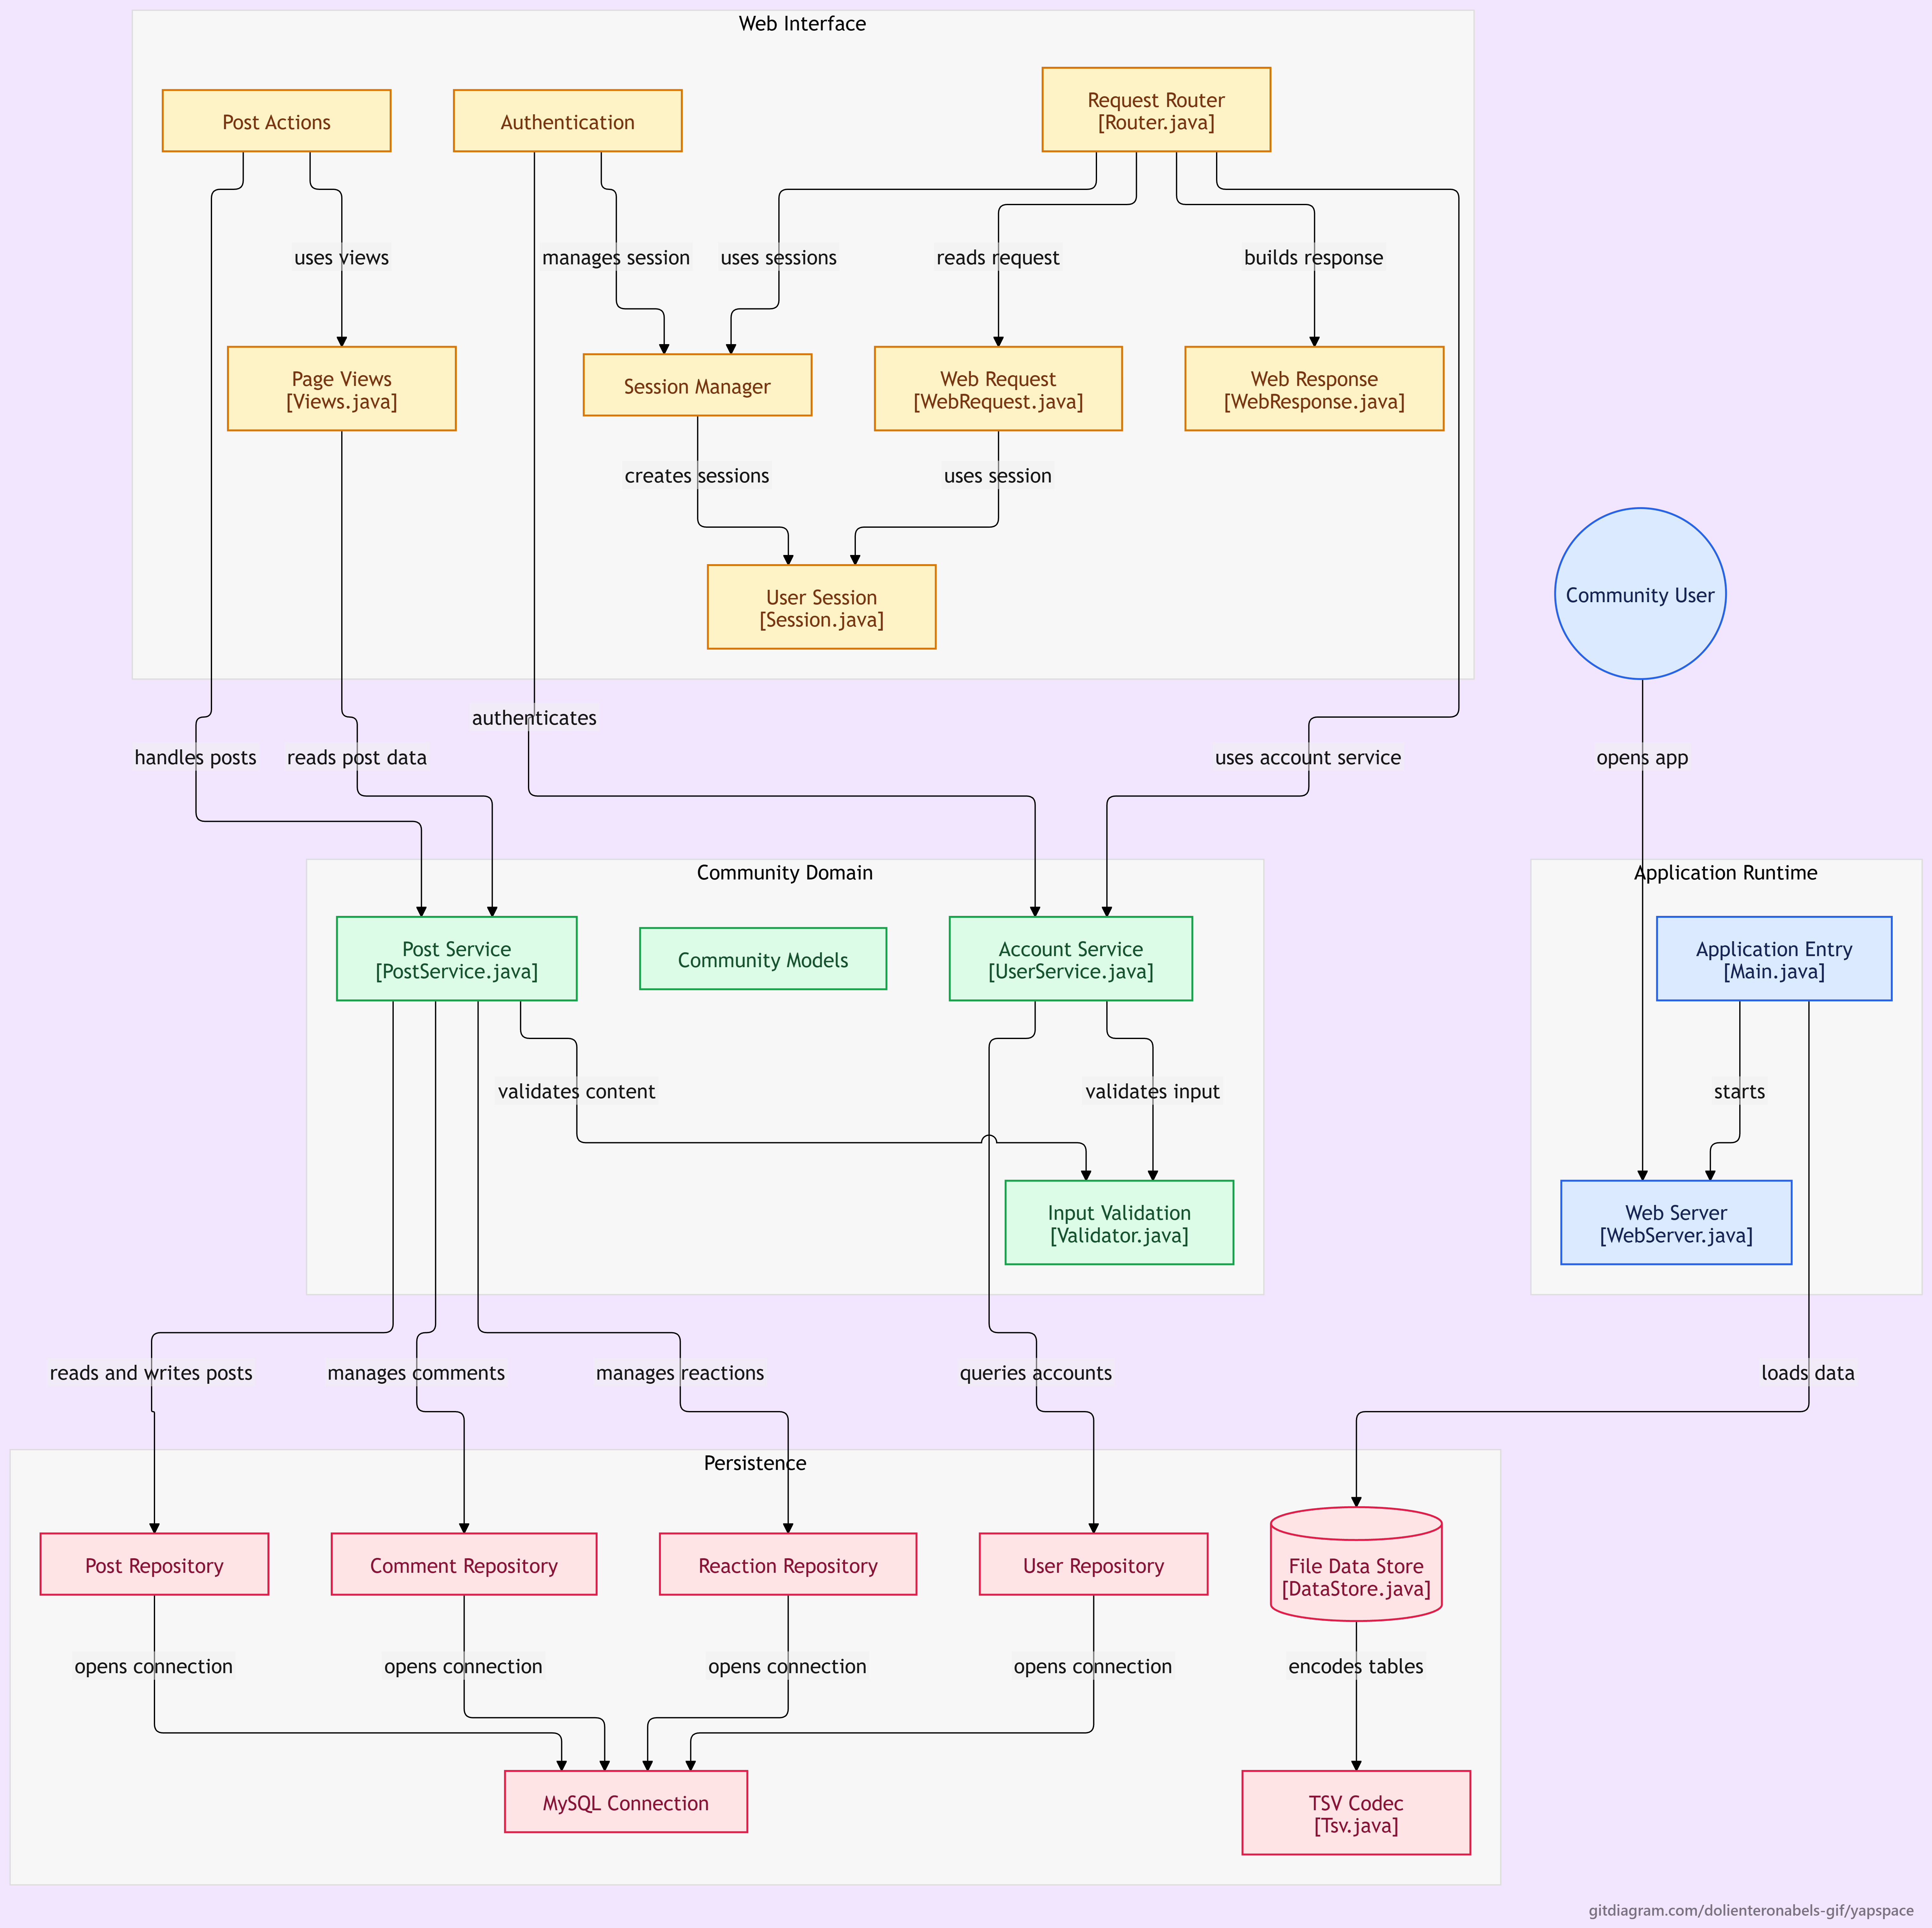 Web Interface
Post Actions
Authentication
Request Router
[Router.java]
uses views
manages session
uses sessions
reads request
builds response
Page Views
[Views.java]
Session Manager
Web Request
[WebRequest.java]
Web Response
[WebResponse.java]
creates sessions
uses session
User Session
[Session.java]
Community User
authenticates
handles posts
reads post data
uses account service
opens app
Community Domain
Application Runtime
Post Service
[PostService.java]
Community Models
Account Service
[UserService.java]
Application Entry
[Main.java]
validates content
validates input
starts
Input Validation
[Validator.java]
Web Server
[WebServer.java]
reads and writes posts
manages comments
manages reactions
queries accounts
loads data
Persistence
Post Repository
Comment Repository
Reaction Repository
User Repository
File Data Store
[DataStore.java]
opens connection
opens connection
opens connection
opens connection
encodes tables
MySQL Connection
TSV Codec
[Tsv.java]
gitdiagram.com/dolienteronabels-gif/yapspace